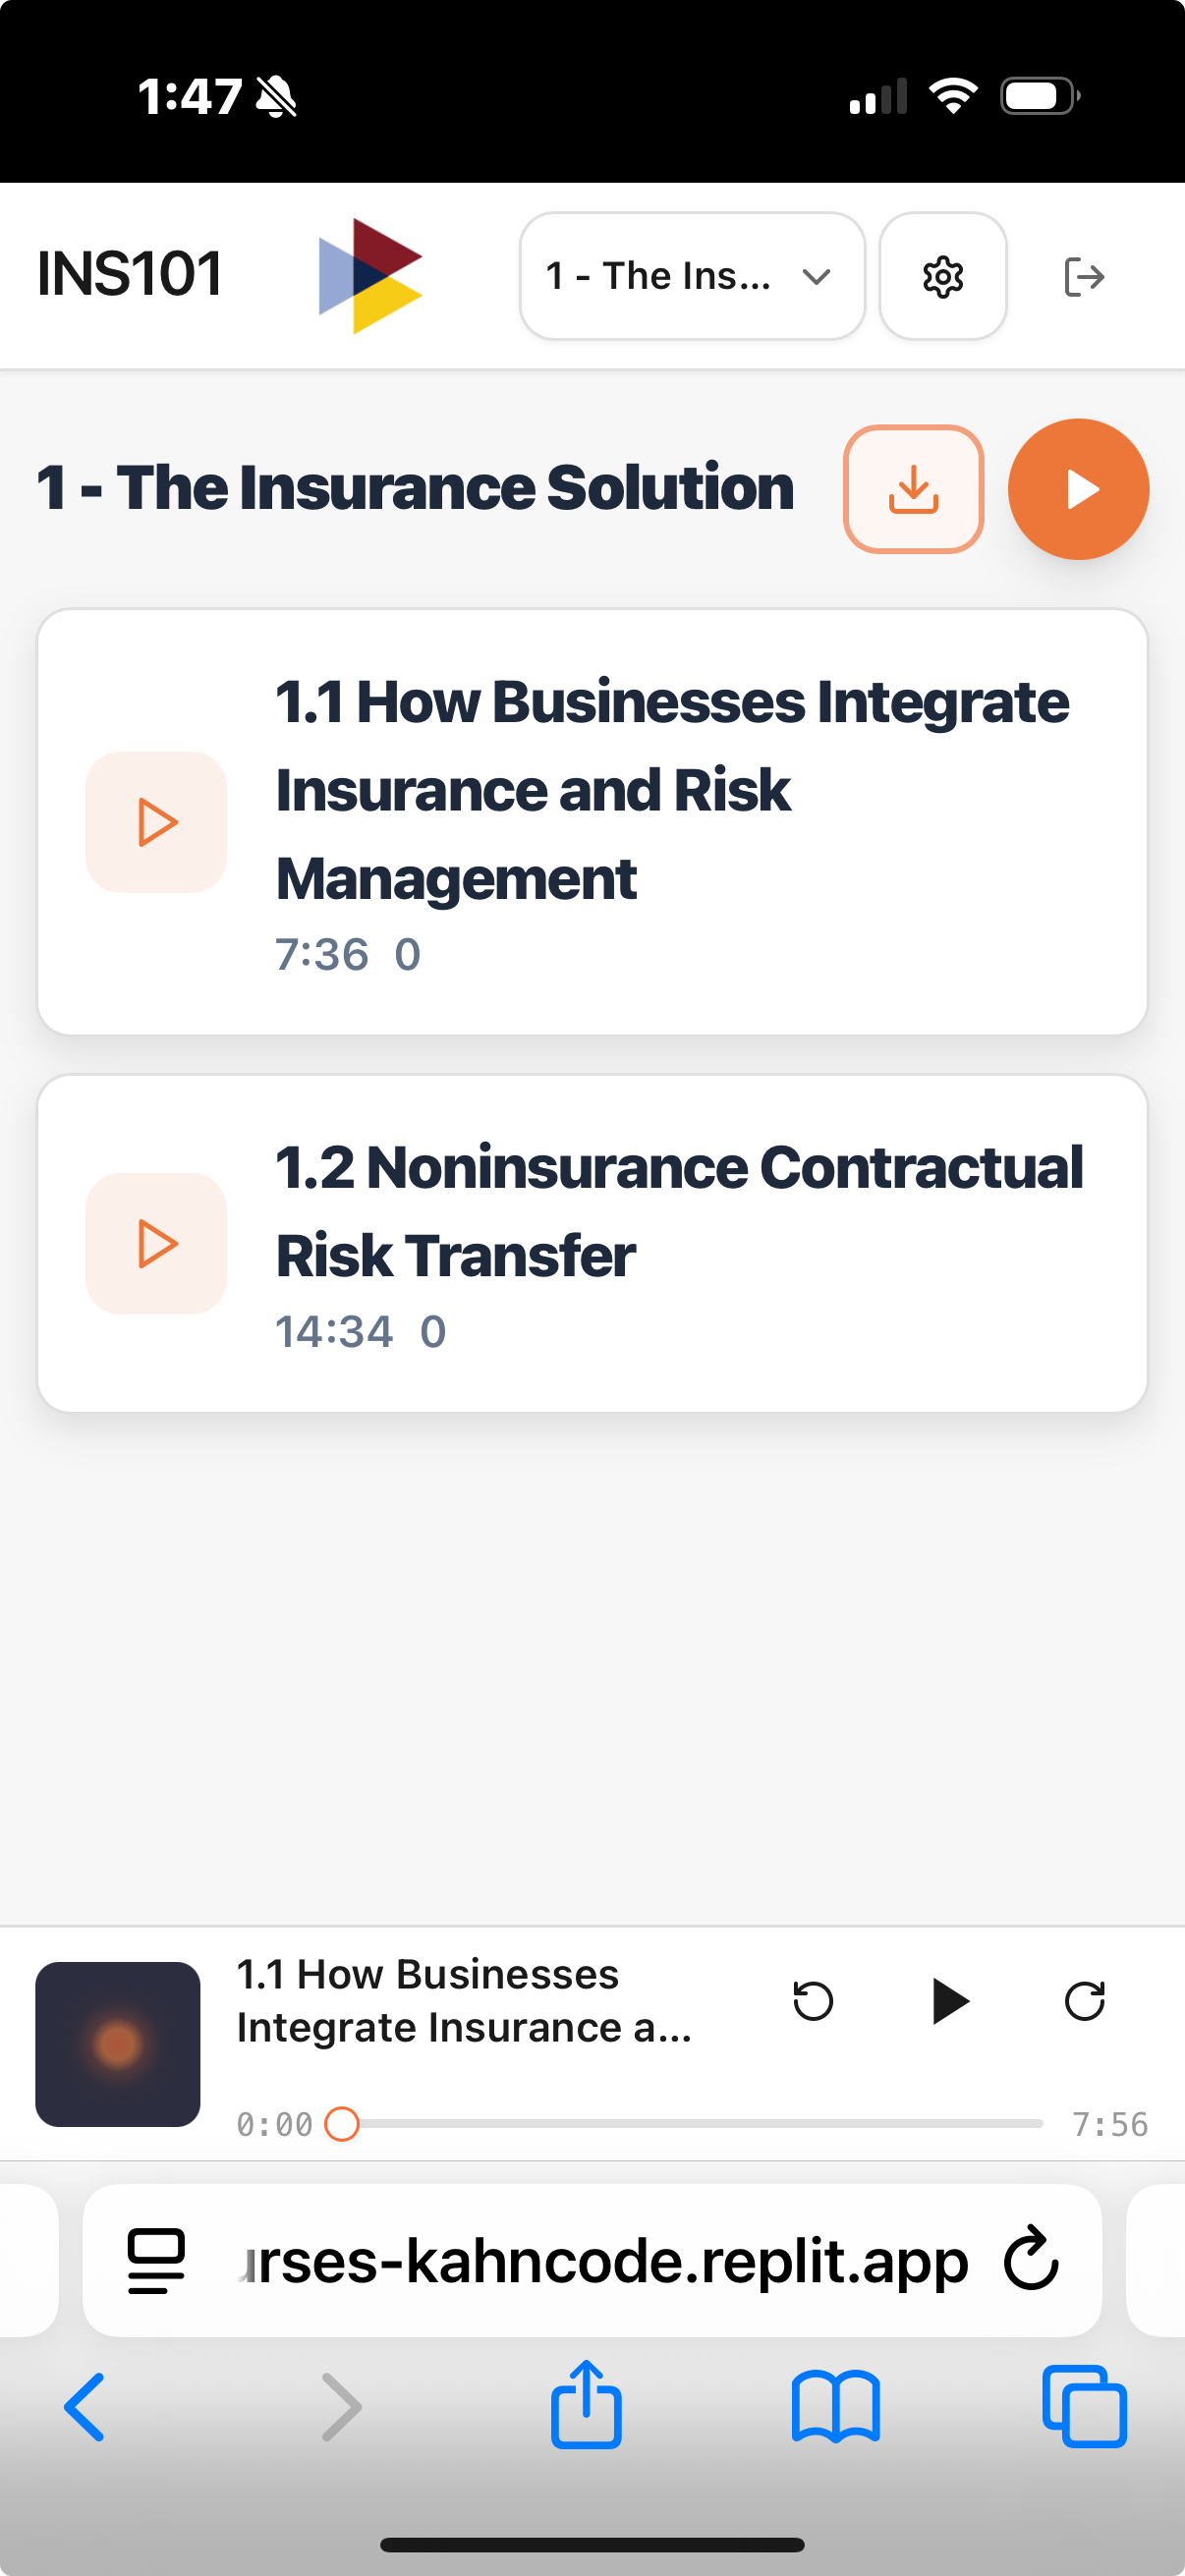 1:47
INS101
1 - The Ins...
1 - The Insurance Solution
1.1 How Businesses Integrate
Insurance and Risk
Management
7:36 0
1.2 Noninsurance Contractual
Risk Transfer
14:34 0
1.1 How Businesses
Integrate Insurance a...
0:00
7:56
urses-kahncode.replit.app